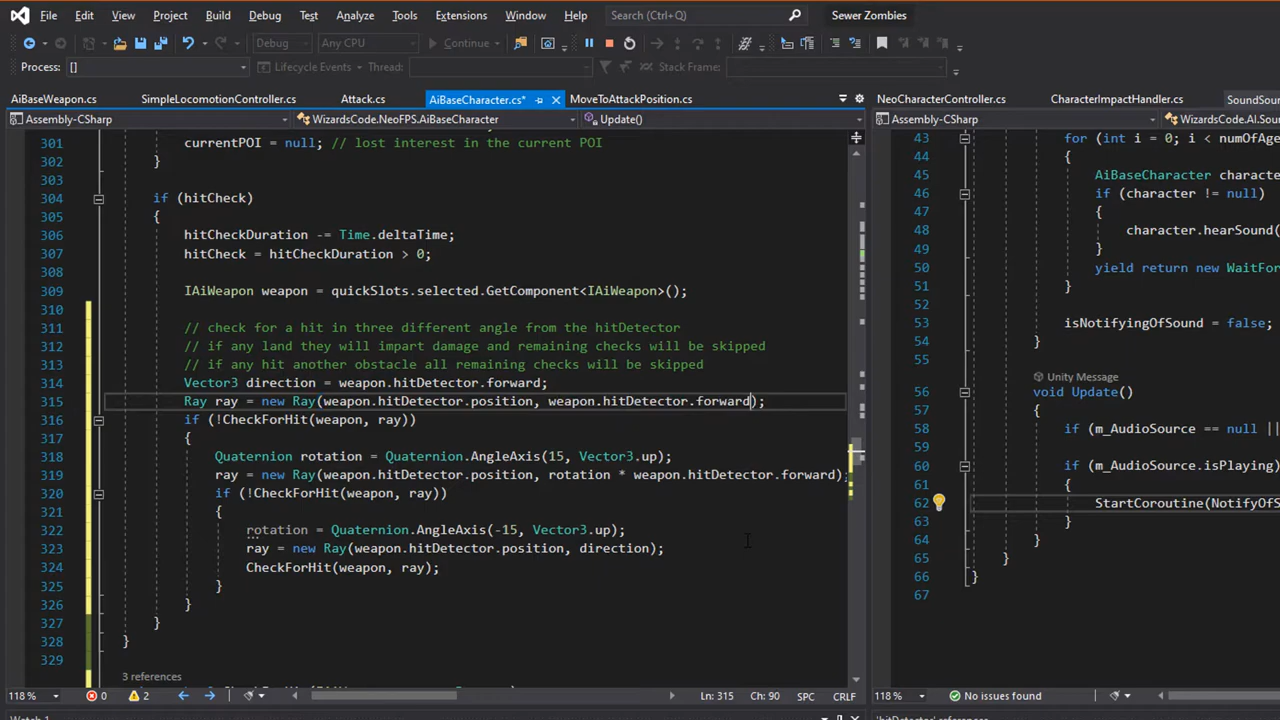 File Edit View Project Build Debug Test Analyze Tools Extensions Window Help Search (Ctrl+Q) Sewer Zombies
Debug Any CPU Continue
Process: [] Lifecycle Events Thread: Stack Frame:
AiBaseWeapon.cs SimpleLocomotionController.cs Attack.cs AiBaseCharacter.cs* MoveToAttackPosition.cs NeoCharacterController.cs CharacterImpactHandler.cs SoundSou
Assembly-CSharp WizardsCode.NeoFPS.AiBaseCharacter Update() Assembly-CSharp WizardsCode.AI.Soun
301 currentPOI = null; // lost interest in the current POI
302 }
303
304 if (hitCheck)
305 {
306 hitCheckDuration -= Time.deltaTime;
307 hitCheck = hitCheckDuration > 0;
308
309 IAiWeapon weapon = quickSlots.selected.GetComponent<IAiWeapon>();
310
311 // check for a hit in three different angle from the hitDetector
312 // if any land they will impart damage and remaining checks will be skipped
313 // if any hit another obstacle all remaining checks will be skipped
314 Vector3 direction = weapon.hitDetector.forward;
315 Ray ray = new Ray(weapon.hitDetector.position, weapon.hitDetector.forward);
316 if (!CheckForHit(weapon, ray))
317 {
318 Quaternion rotation = Quaternion.AngleAxis(15, Vector3.up);
319 ray = new Ray(weapon.hitDetector.position, rotation * weapon.hitDetector.forward);
320 if (!CheckForHit(weapon, ray))
321 {
322 rotation = Quaternion.AngleAxis(-15, Vector3.up);
323 ray = new Ray(weapon.hitDetector.position, direction);
324 CheckForHit(weapon, ray);
325 }
326 }
327 }
328 }
329
3 references
43 for (int i = 0; i < numOfAge
44 {
45 AiBaseCharacter characte
46 if (character != null)
47 {
48 character.hearSound(
49 }
50 yield return new WaitFor
51 }
52
53 isNotifyingOfSound = false;
54 }
55
Unity Message
56 void Update()
57 {
58 if (m_AudioSource == null ||
59
60 if (m_AudioSource.isPlaying)
61 {
62 StartCoroutine(NotifyOfS
63 }
64 }
65 }
66 }
67
118 % 0 2 Ln: 315 Ch: 90 SPC CRLF 118 % No issues found
Watch 1 'hitDetector' references